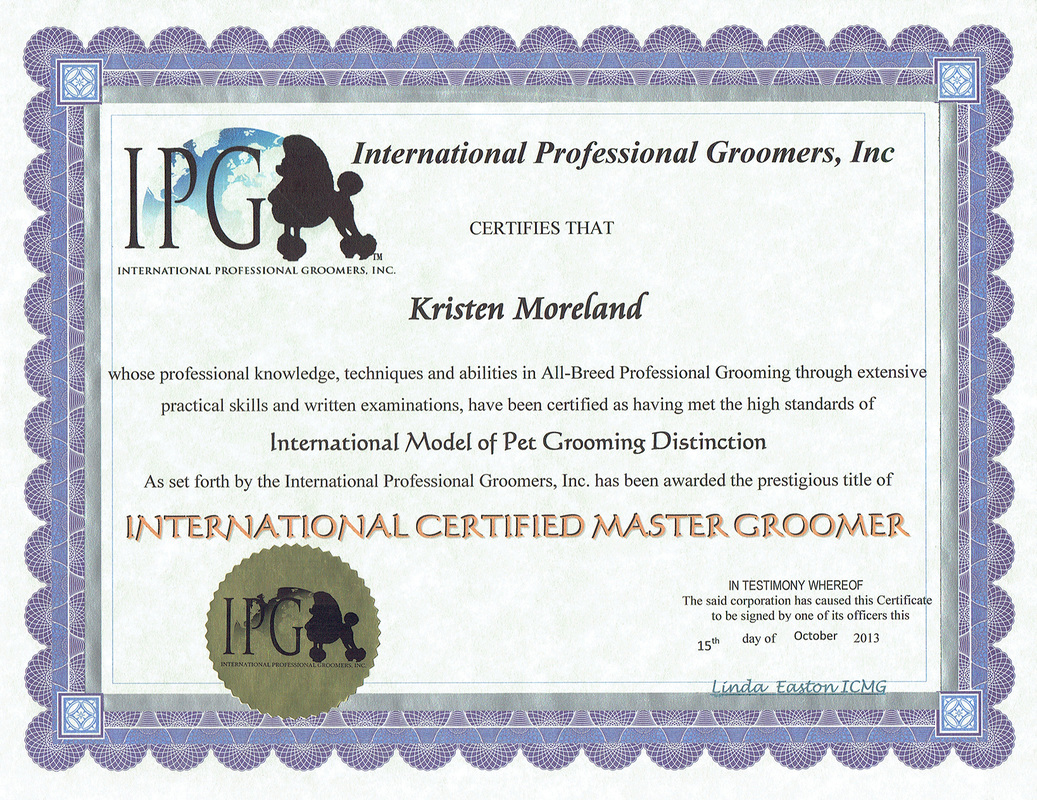 IPG
TM
INTERNATIONAL PROFESSIONAL GROOMERS, INC.
International Professional Groomers, Inc
CERTIFIES THAT
Kristen Moreland
whose professional knowledge, techniques and abilities in All-Breed Professional Grooming through extensive
practical skills and written examinations, have been certified as having met the high standards of
International Model of Pet Grooming Distinction
As set forth by the International Professional Groomers, Inc. has been awarded the prestigious title of
INTERNATIONAL CERTIFIED MASTER GROOMER
IPG
INTERNATIONAL PROFESSIONAL GROOMERS, INC.
IN TESTIMONY WHEREOF
The said corporation has caused this Certificate
to be signed by one of its officers this
15th day of October 2013
Linda Easton ICMG